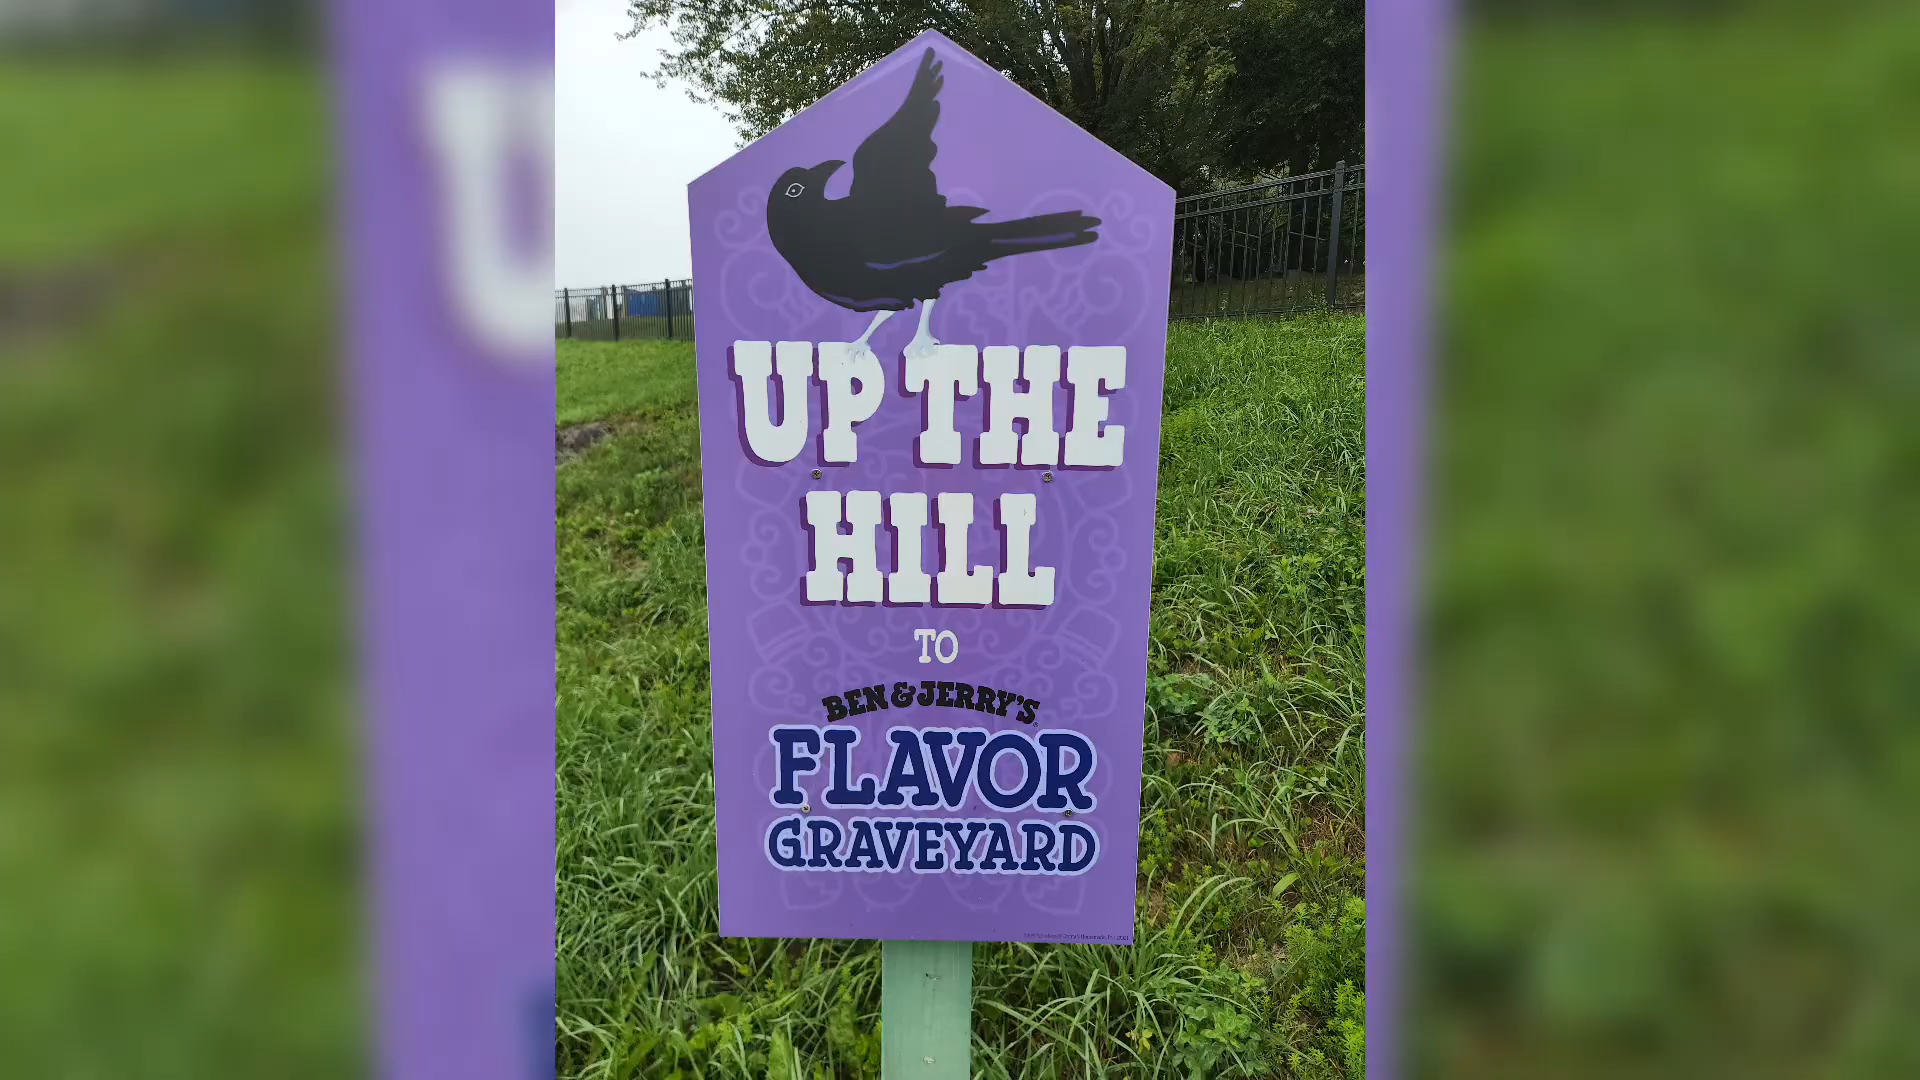 UP THE
HILL
TO
BEN & JERRY'S
FLAVOR
GRAVEYARD